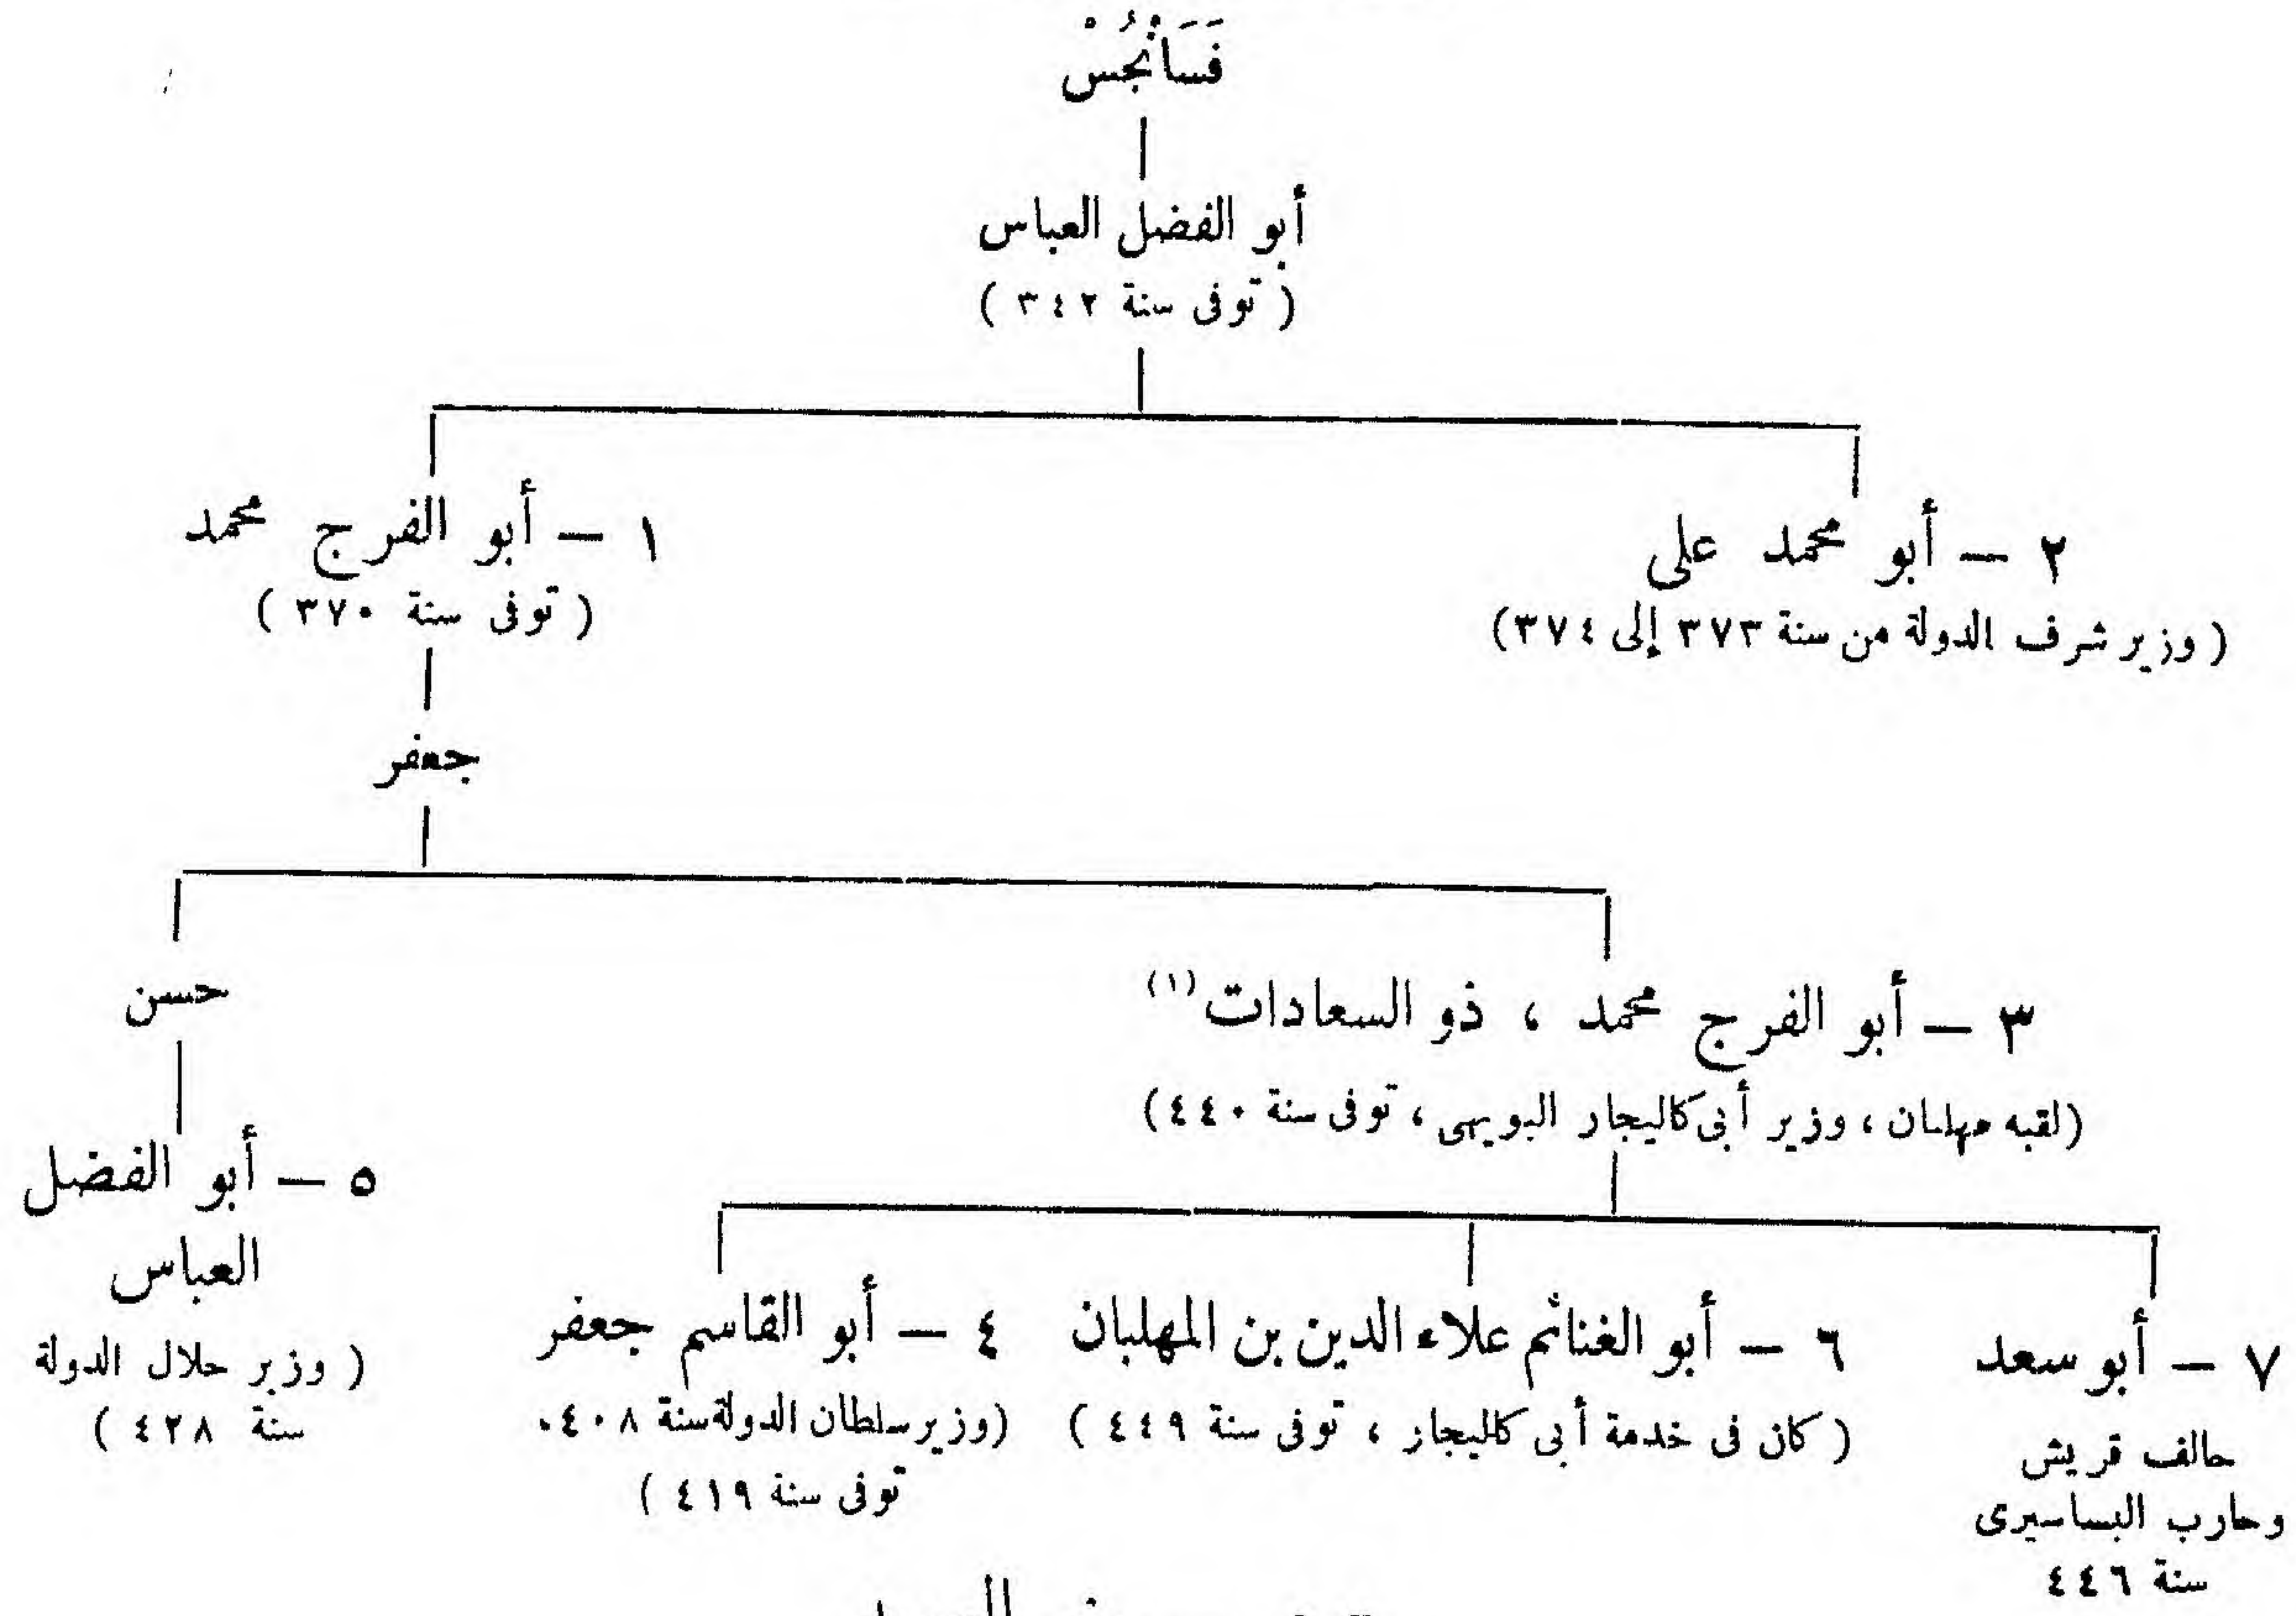 فَسَانْجُسْ
أبو الفضل العباس
( توفى سنة ٣٤٢ )
٢ — أبو محمد على
( وزير شرف الدولة من سنة ٣٧٣ إلى ٣٧٤ )
١ — أبو الفرج محمد
( توفى سنة ٣٧٠ )
جعفر
٣ — أبو الفرج محمد ، ذو السعادات (١)
(لقبه مهلبان ، وزير أبى كاليجار البويهى ، توفى سنة ٤٤٠)
حسن
٥ — أبو الفضل
العباس
( وزير حلال الدولة
سنة ٤٢٨ )
٧ — أبو سعد
حالف قريش
وحارب البساسيرى
سنة ٤٤٦
٦ — أبو الغنائم علاء الدين بن المهلبان
( كان فى خدمة أبى كاليجار ، توفى سنة ٤٤٩ )
٤ — أبو القاسم جعفر
(وزير سلطان الدولة سنة ٤٠٨،
توفى سنة ٤١٩ )